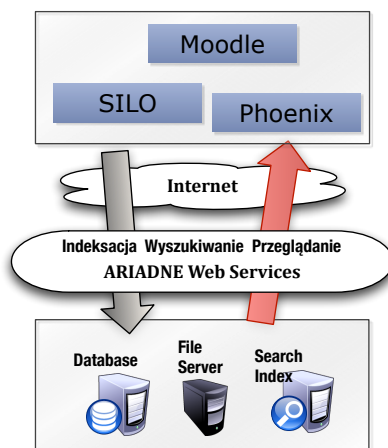 Moodle
SILO
Phoenix
Internet
Indeksacja Wyszukiwanie Przeglądanie
ARIADNE Web Services
Database
File
Server
Search
Index